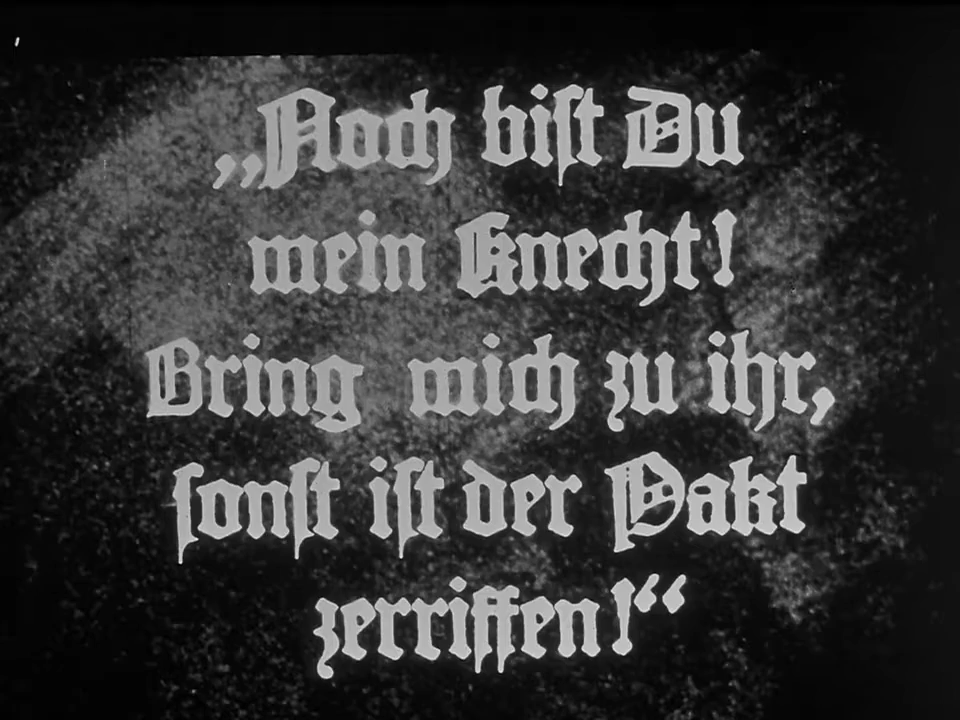 „Noch biſt Du
mein Knecht!
Bring mich zu ihr,
ſonſt iſt der Pakt
zerriſſen!“